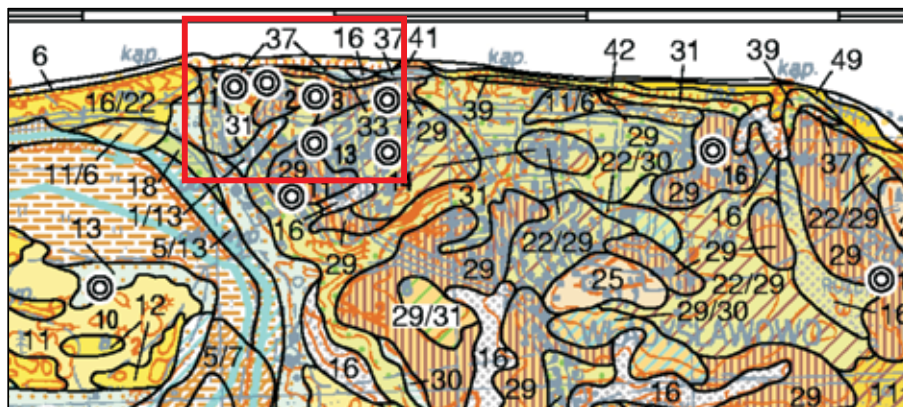 37 16 37 41
kap. kap. 42 31 39 kap. 49
6
16/22 1 2 3 39 11/6
31 33 29 29
13 22/30 16 37
11/6 18 29 31 29 16 22/29
1/13 16 22/29 29 29
13 5/13 29 29 25 22/29
12 29/30 16
10 29/31
11 5/7 16 16 29
30 29 16 11